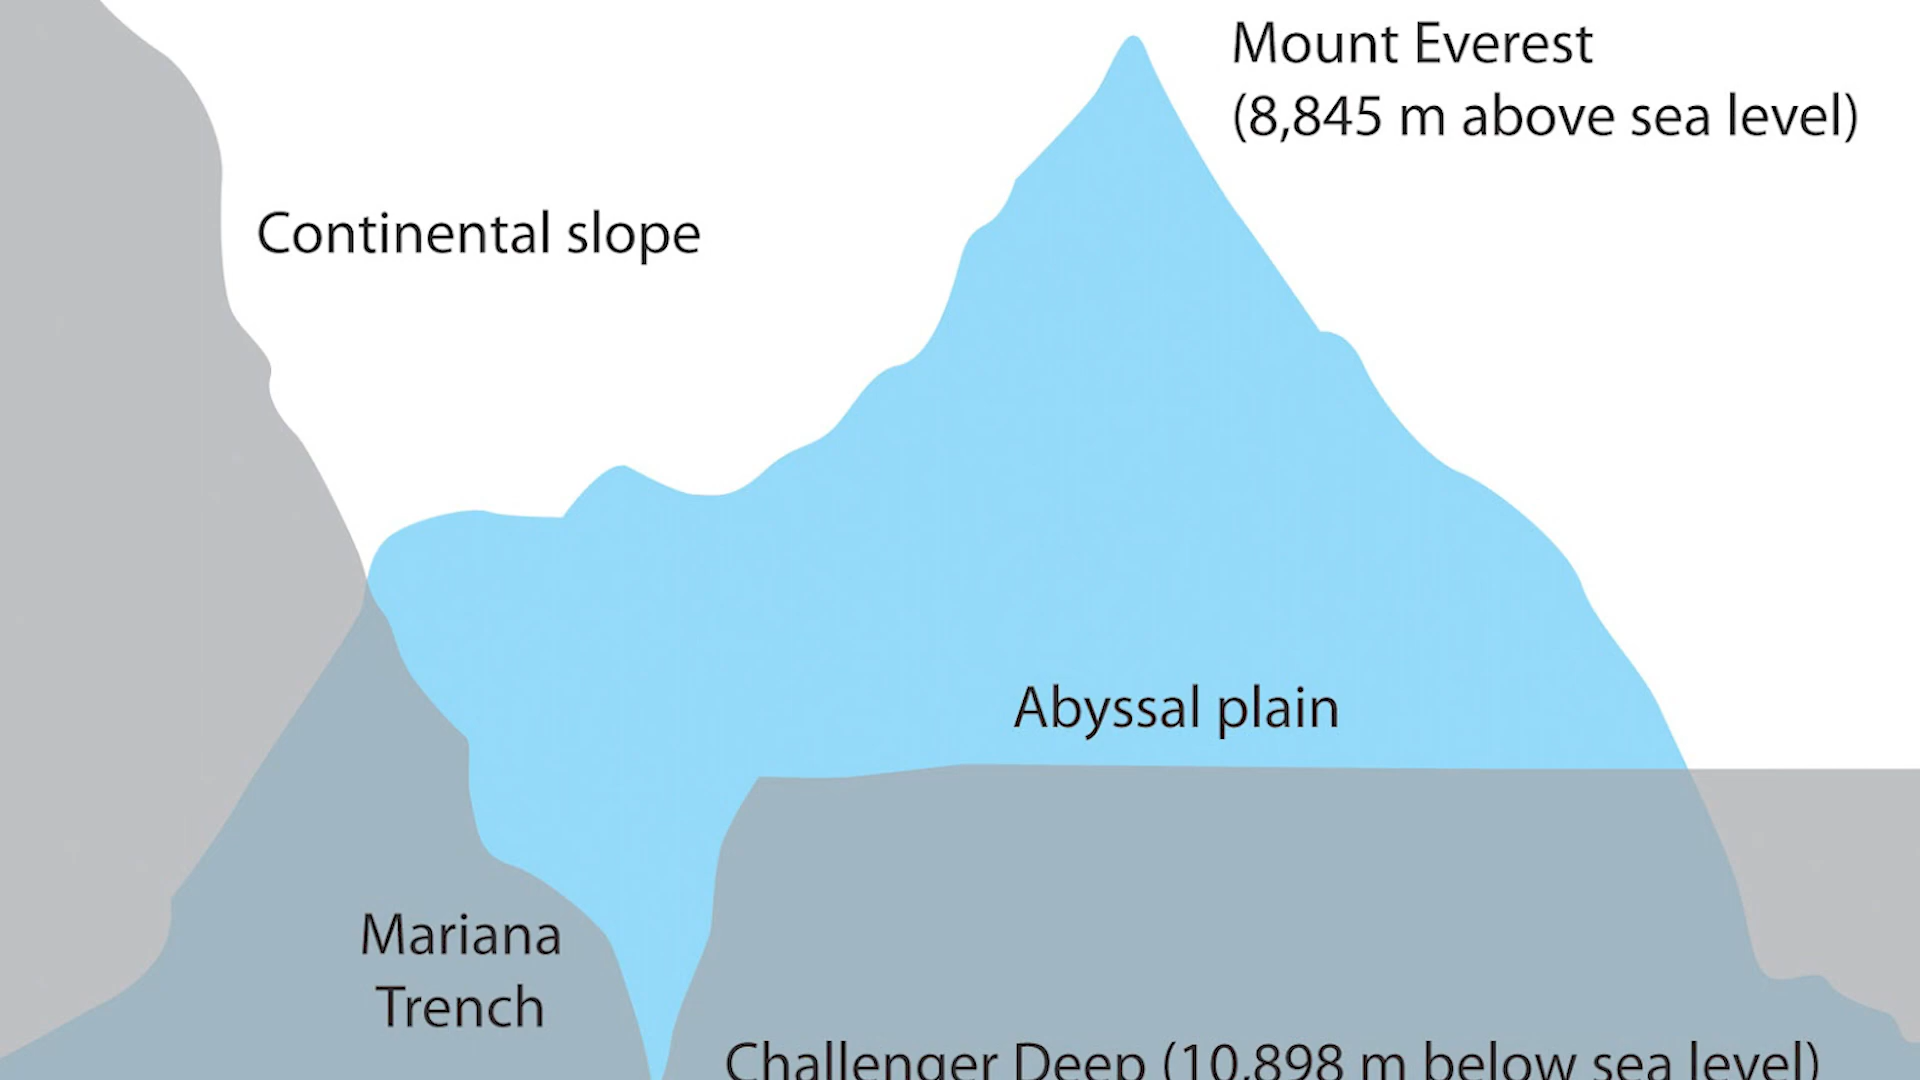 Mount Everest
(8,845 m above sea level)
Continental slope
Abyssal plain
Mariana
Trench
Challenger Deep (10,898 m below sea level)